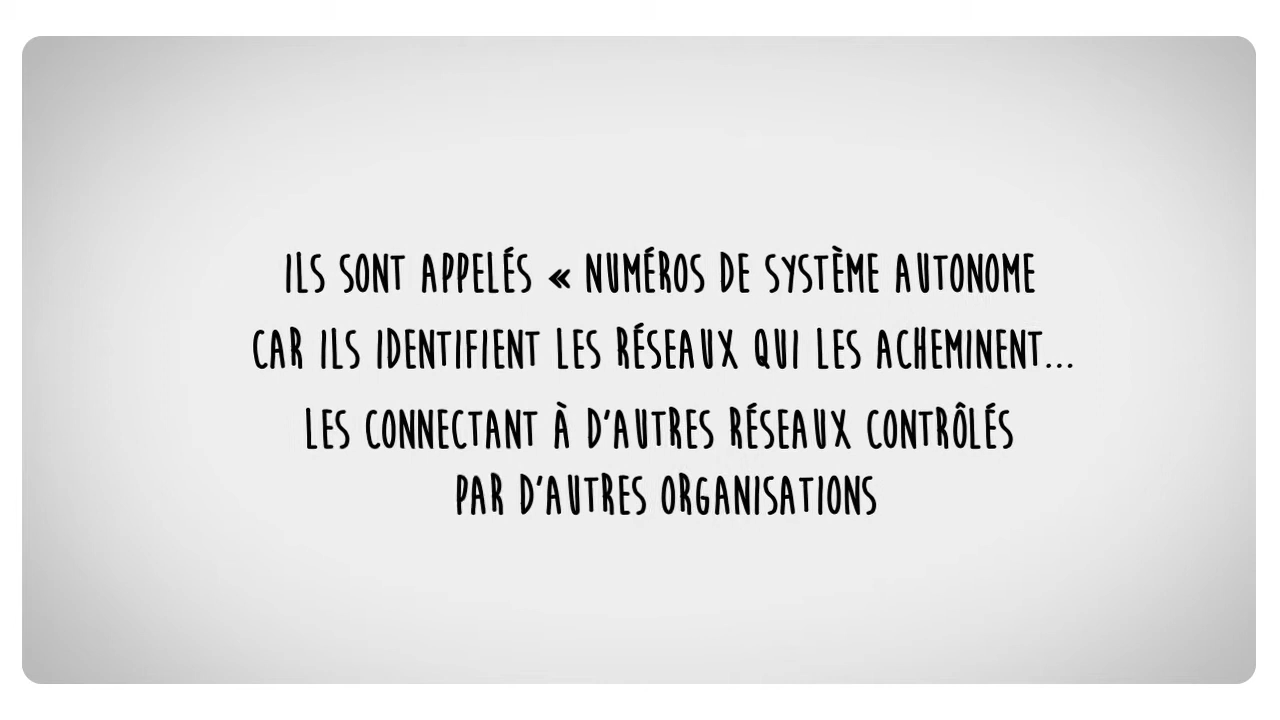 ILS SONT APPELÉS « NUMÉROS DE SYSTÈME AUTONOME
CAR ILS IDENTIFIENT LES RÉSEAUX QUI LES ACHEMINENT...
LES CONNECTANT À D'AUTRES RÉSEAUX CONTRÔLÉS
PAR D'AUTRES ORGANISATIONS